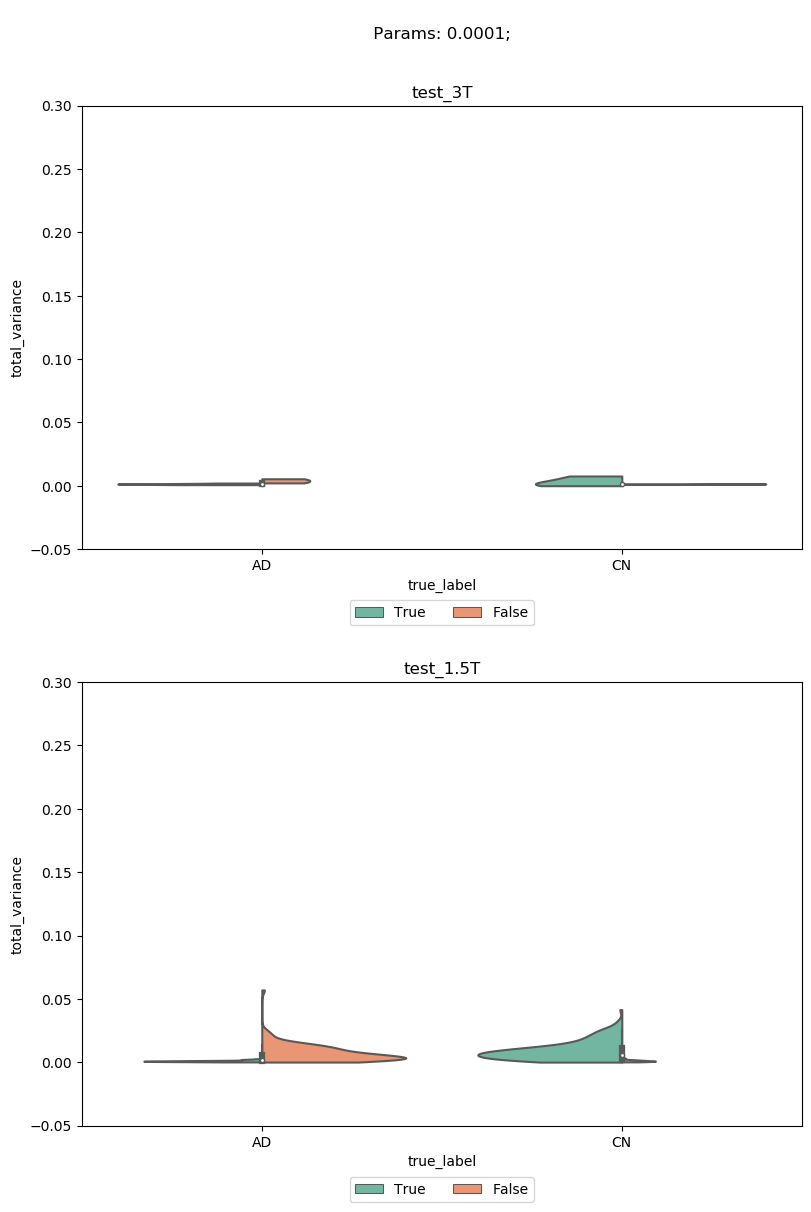 Params: 0.0001;
test_3T
0.30
0.25
0.20
0.15
0.10
0.05
0.00
−0.05
total_variance
AD CN
true_label
True False
test_1.5T
0.30
0.25
0.20
0.15
0.10
0.05
0.00
−0.05
total_variance
AD CN
true_label
True False